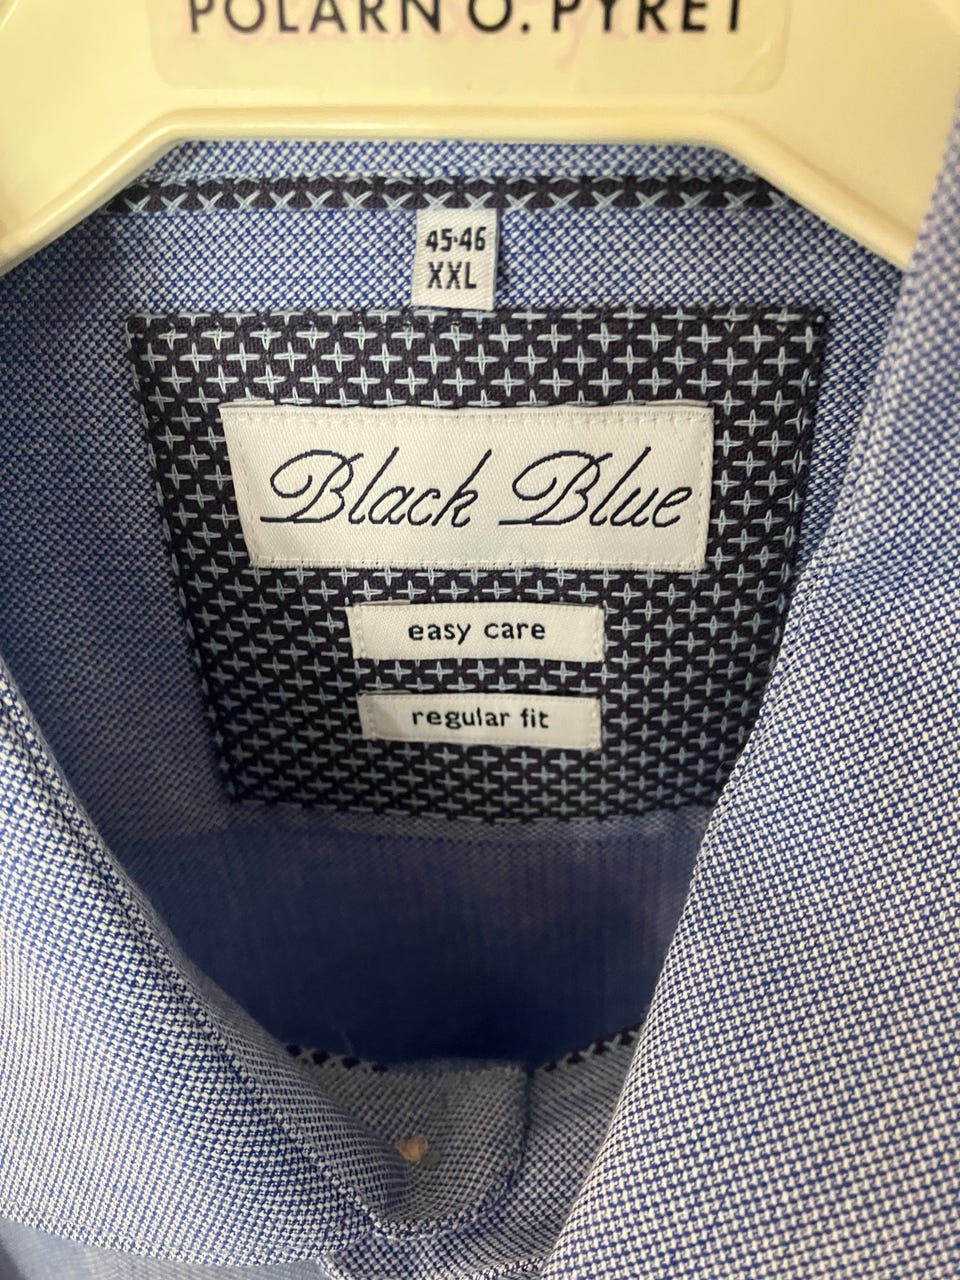 POLARN O. PYRET
45-46
XXL
Black Blue
easy care
regular fit